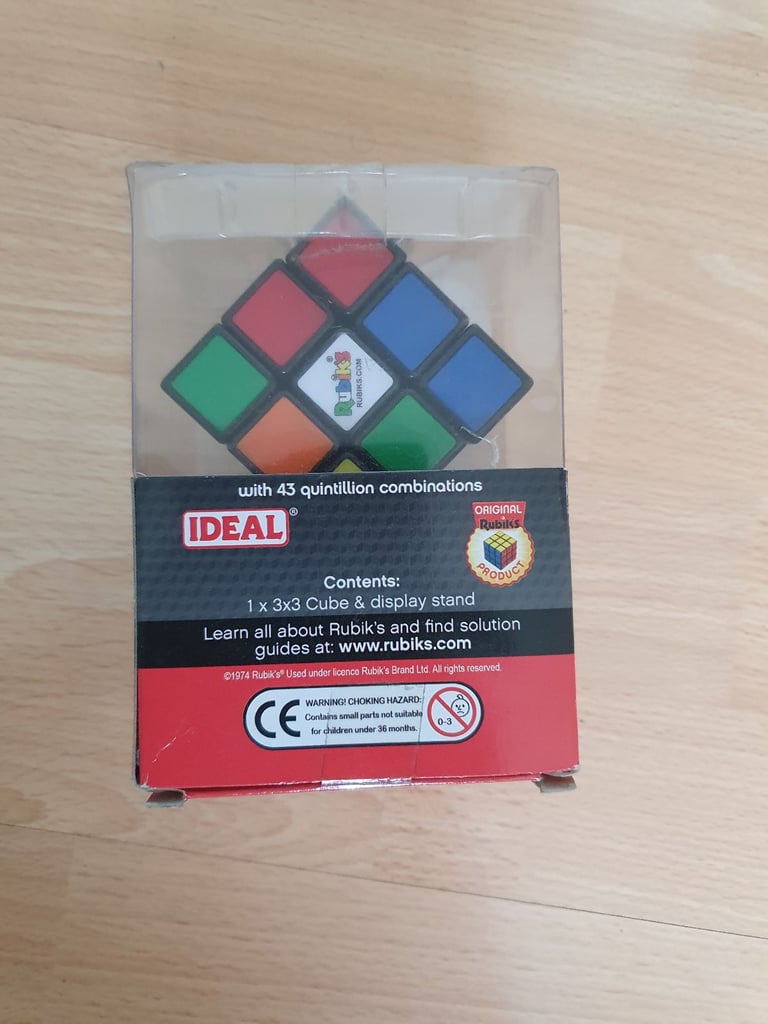 Rubik's®
RUBIKS.COM
with 43 quintillion combinations
IDEAL®
ORIGINAL
Rubik's
PRODUCT
Contents:
1 x 3x3 Cube & display stand
Learn all about Rubik's and find solution
guides at: www.rubiks.com
©1974 Rubik's® Used under licence Rubik's Brand Ltd. All rights reserved.
CE
WARNING! CHOKING HAZARD:
Contains small parts not suitable
for children under 36 months.
0-3